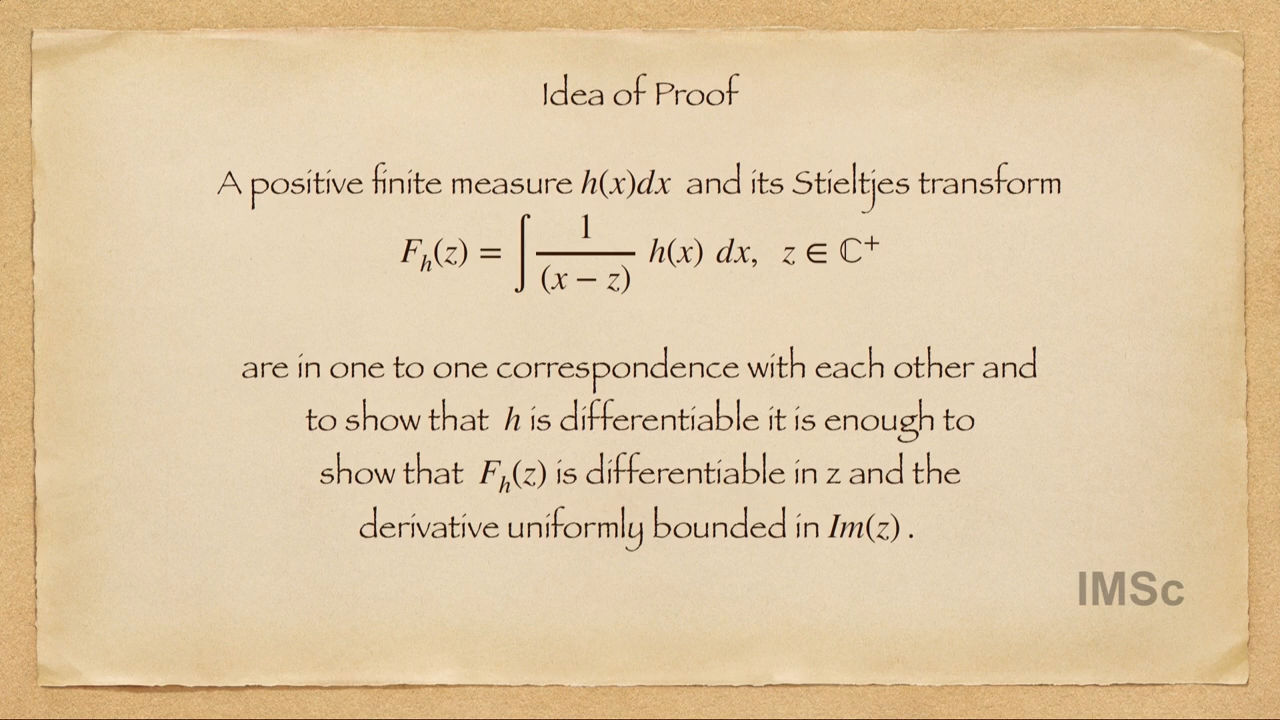 Idea of Proof
A positive finite measure h(x)dx and its Stieltjes transform
F_h(z) = ∫ 1/(x − z) h(x) dx, z ∈ ℂ⁺
are in one to one correspondence with each other and
to show that h is differentiable it is enough to
show that F_h(z) is differentiable in z and the
derivative uniformly bounded in Im(z) .
IMSc